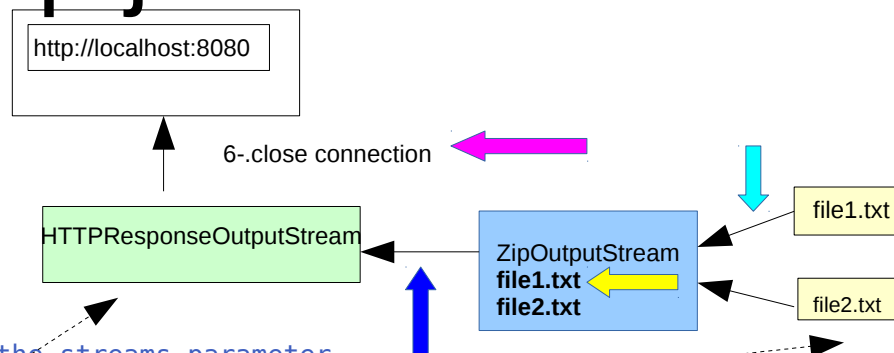 http://localhost:8080
6-.close connection
file1.txt
HTTPResponseOutputStream
ZipOutputStream
file1.txt
file2.txt
file2.txt
the streams parameter